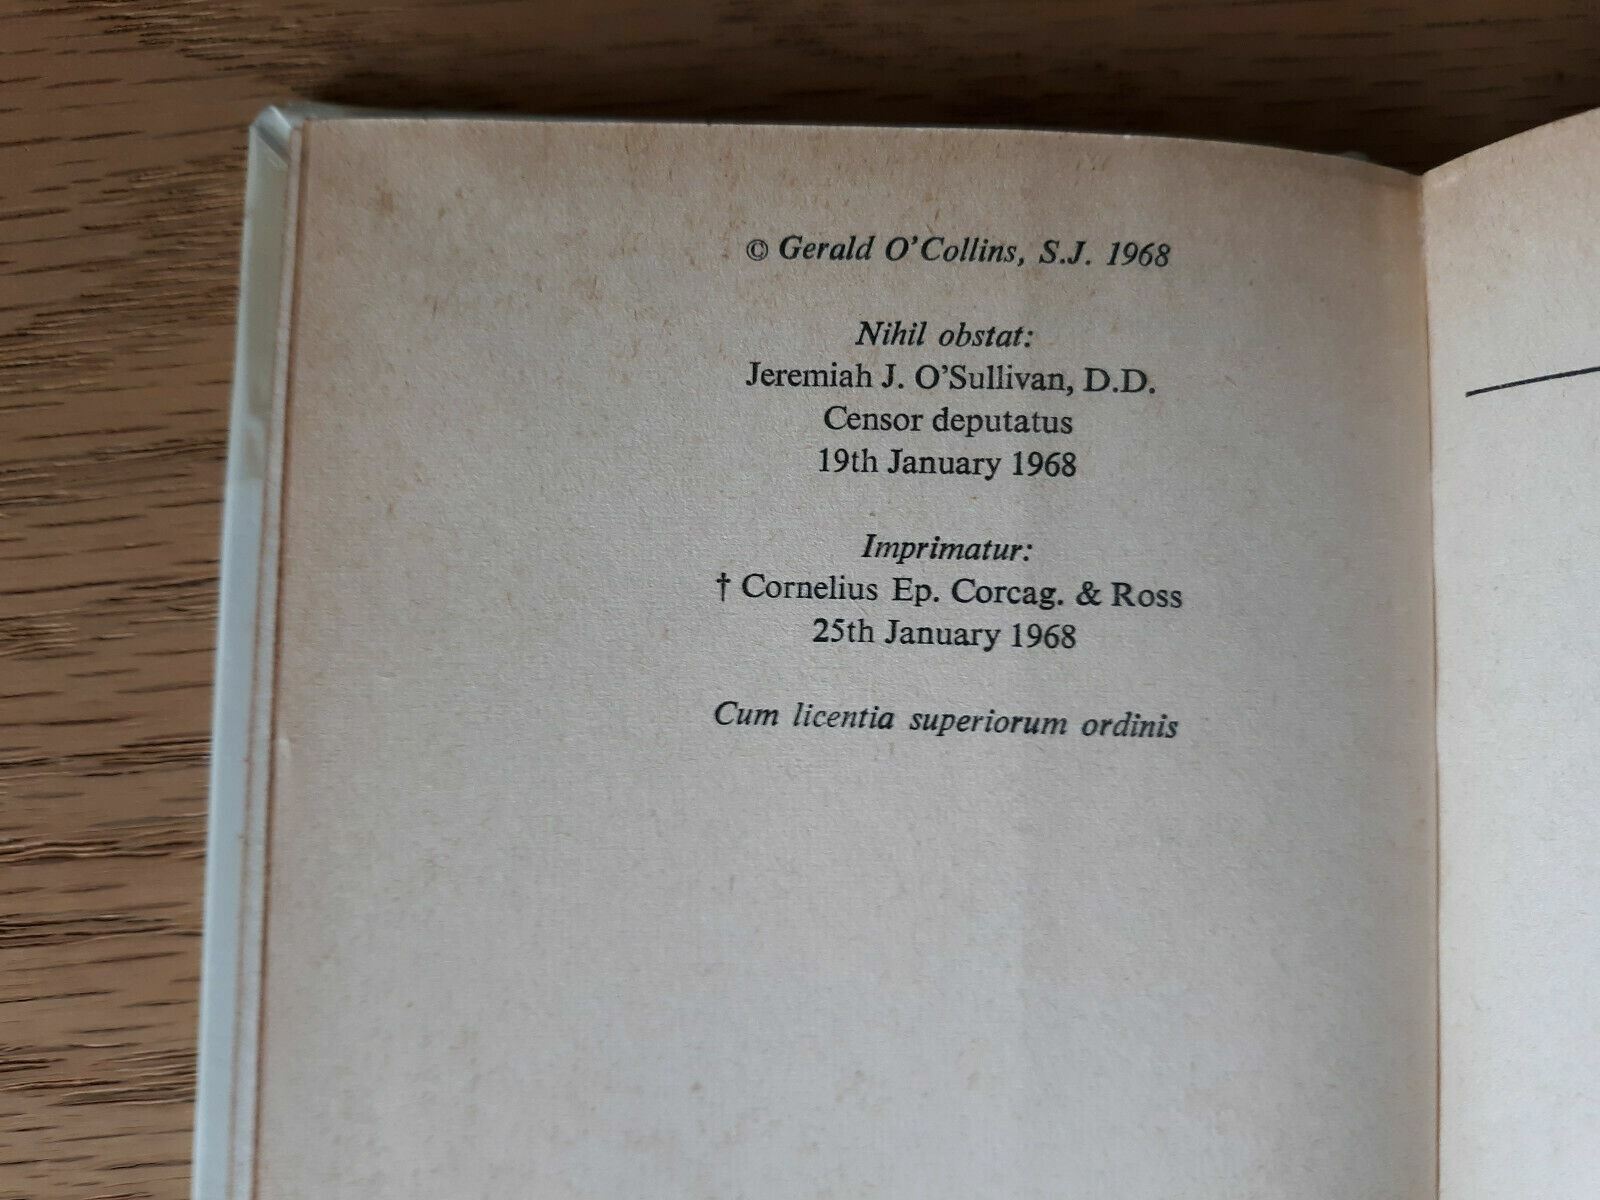 © Gerald O'Collins, S.J. 1968
Nihil obstat:
Jeremiah J. O'Sullivan, D.D.
Censor deputatus
19th January 1968
Imprimatur:
† Cornelius Ep. Corcag. & Ross
25th January 1968
Cum licentia superiorum ordinis